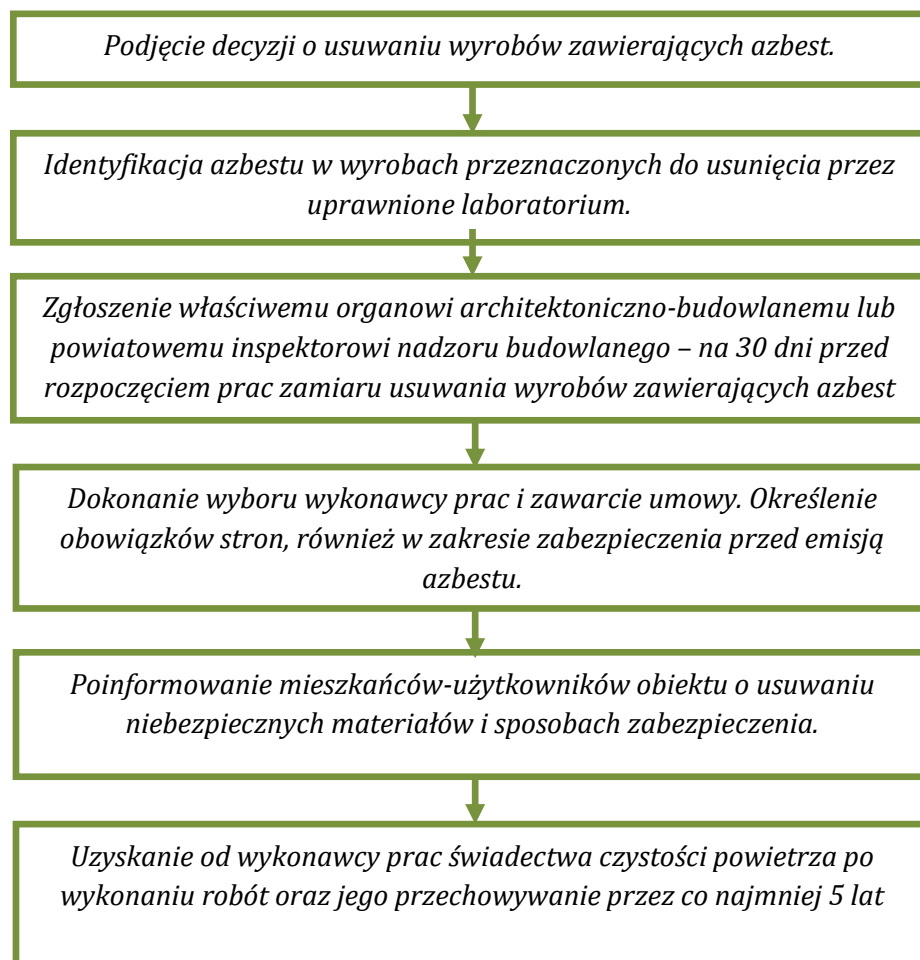 Podjęcie decyzji o usuwaniu wyrobów zawierających azbest.
Identyfikacja azbestu w wyrobach przeznaczonych do usunięcia przez
uprawnione laboratorium.
Zgłoszenie właściwemu organowi architektoniczno-budowlanemu lub
powiatowemu inspektorowi nadzoru budowlanego – na 30 dni przed
rozpoczęciem prac zamiaru usuwania wyrobów zawierających azbest
Dokonanie wyboru wykonawcy prac i zawarcie umowy. Określenie
obowiązków stron, również w zakresie zabezpieczenia przed emisją
azbestu.
Poinformowanie mieszkańców-użytkowników obiektu o usuwaniu
niebezpiecznych materiałów i sposobach zabezpieczenia.
Uzyskanie od wykonawcy prac świadectwa czystości powietrza po
wykonaniu robót oraz jego przechowywanie przez co najmniej 5 lat